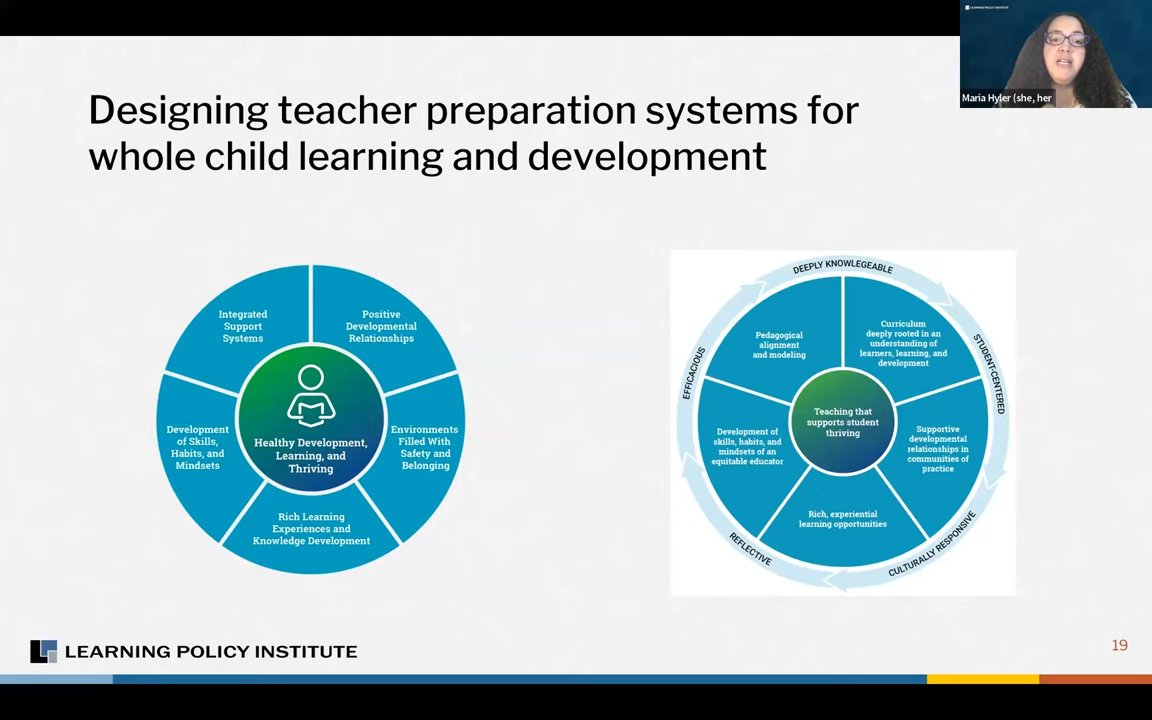 LEARNING POLICY INSTITUTE
Maria Hyler (she, her
Designing teacher preparation systems for
whole child learning and development
Integrated
Support
Systems
Positive
Developmental
Relationships
Development
of Skills,
Habits, and
Mindsets
Healthy Development,
Learning, and
Thriving
Environments
Filled With
Safety and
Belonging
Rich Learning
Experiences and
Knowledge Development
DEEPLY KNOWLEGEABLE
STUDENT-CENTERED
CULTURALLY RESPONSIVE
REFLECTIVE
EFFICACIOUS
Pedagogical
alignment
and modeling
Curriculum
deeply rooted in an
understanding of
learners, learning, and
development
Development of
skills, habits, and
mindsets of an
equitable educator
Teaching that
supports student
thriving
Supportive
developmental
relationships in
communities of
practice
Rich, experiential
learning opportunities
LEARNING POLICY INSTITUTE
19